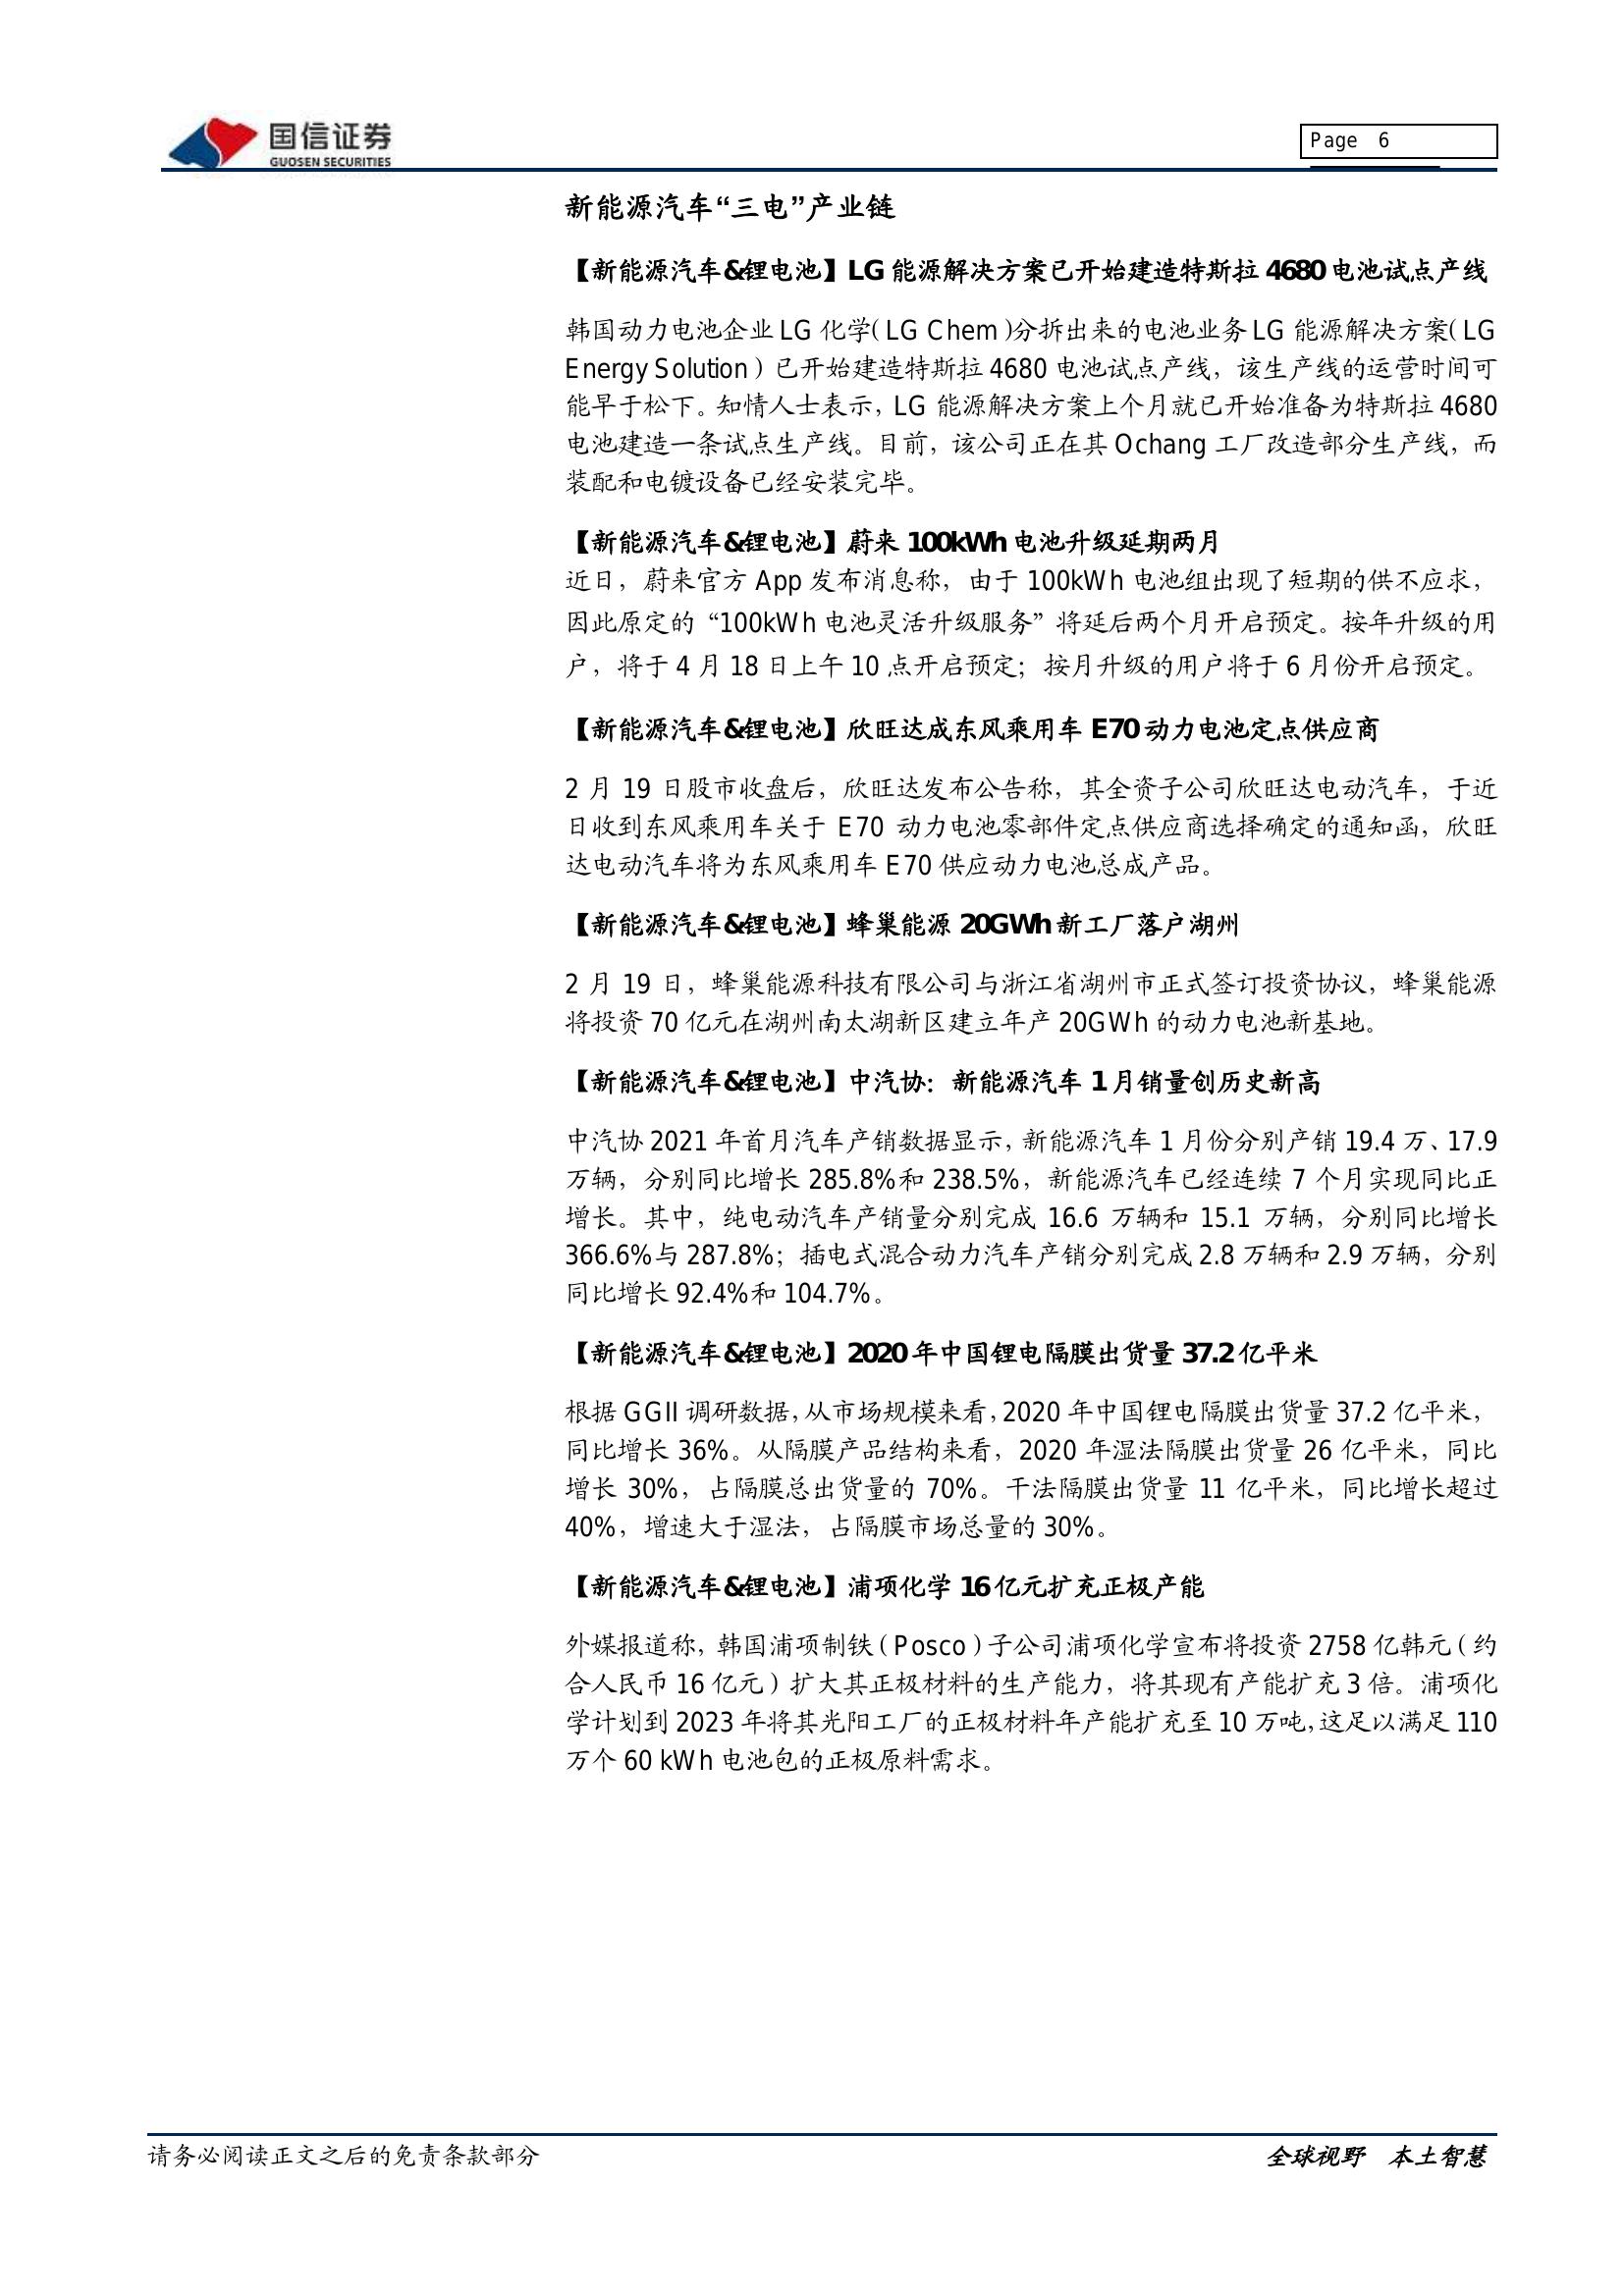 国信证券
GUOSEN SECURITIES
Page 6
新能源汽车“三电”产业链
【新能源汽车&锂电池】LG 能源解决方案已开始建造特斯拉 4680 电池试点产线
韩国动力电池企业 LG 化学（LG Chem）分拆出来的电池业务 LG 能源解决方案（LG
Energy Solution）已开始建造特斯拉 4680 电池试点产线，该生产线的运营时间可
能早于松下。知情人士表示，LG 能源解决方案上个月就已开始准备为特斯拉 4680
电池建造一条试点生产线。目前，该公司正在其 Ochang 工厂改造部分生产线，而
装配和电镀设备已经安装完毕。
【新能源汽车&锂电池】蔚来 100kWh 电池升级延期两月
近日，蔚来官方 App 发布消息称，由于 100kWh 电池组出现了短期的供不应求，
因此原定的“100kWh 电池灵活升级服务”将延后两个月开启预定。按年升级的用
户，将于 4 月 18 日上午 10 点开启预定；按月升级的用户将于 6 月份开启预定。
【新能源汽车&锂电池】欣旺达成东风乘用车 E70 动力电池定点供应商
2 月 19 日股市收盘后，欣旺达发布公告称，其全资子公司欣旺达电动汽车，于近
日收到东风乘用车关于 E70 动力电池零部件定点供应商选择确定的通知函，欣旺
达电动汽车将为东风乘用车 E70 供应动力电池总成产品。
【新能源汽车&锂电池】蜂巢能源 20GWh 新工厂落户湖州
2 月 19 日，蜂巢能源科技有限公司与浙江省湖州市正式签订投资协议，蜂巢能源
将投资 70 亿元在湖州南太湖新区建立年产 20GWh 的动力电池新基地。
【新能源汽车&锂电池】中汽协：新能源汽车 1 月销量创历史新高
中汽协 2021 年首月汽车产销数据显示，新能源汽车 1 月份分别产销 19.4 万、17.9
万辆，分别同比增长 285.8%和 238.5%，新能源汽车已经连续 7 个月实现同比正
增长。其中，纯电动汽车产销量分别完成 16.6 万辆和 15.1 万辆，分别同比增长
366.6%与 287.8%；插电式混合动力汽车产销分别完成 2.8 万辆和 2.9 万辆，分别
同比增长 92.4%和 104.7%。
【新能源汽车&锂电池】2020 年中国锂电隔膜出货量 37.2 亿平米
根据 GGII 调研数据，从市场规模来看，2020 年中国锂电隔膜出货量 37.2 亿平米，
同比增长 36%。从隔膜产品结构来看，2020 年湿法隔膜出货量 26 亿平米，同比
增长 30%，占隔膜总出货量的 70%。干法隔膜出货量 11 亿平米，同比增长超过
40%，增速大于湿法，占隔膜市场总量的 30%。
【新能源汽车&锂电池】浦项化学 16 亿元扩充正极产能
外媒报道称，韩国浦项制铁（Posco）子公司浦项化学宣布将投资 2758 亿韩元（约
合人民币 16 亿元）扩大其正极材料的生产能力，将其现有产能扩充 3 倍。浦项化
学计划到 2023 年将其光阳工厂的正极材料年产能扩充至 10 万吨，这足以满足 110
万个 60 kWh 电池包的正极原料需求。
请务必阅读正文之后的免责条款部分
全球视野 本土智慧